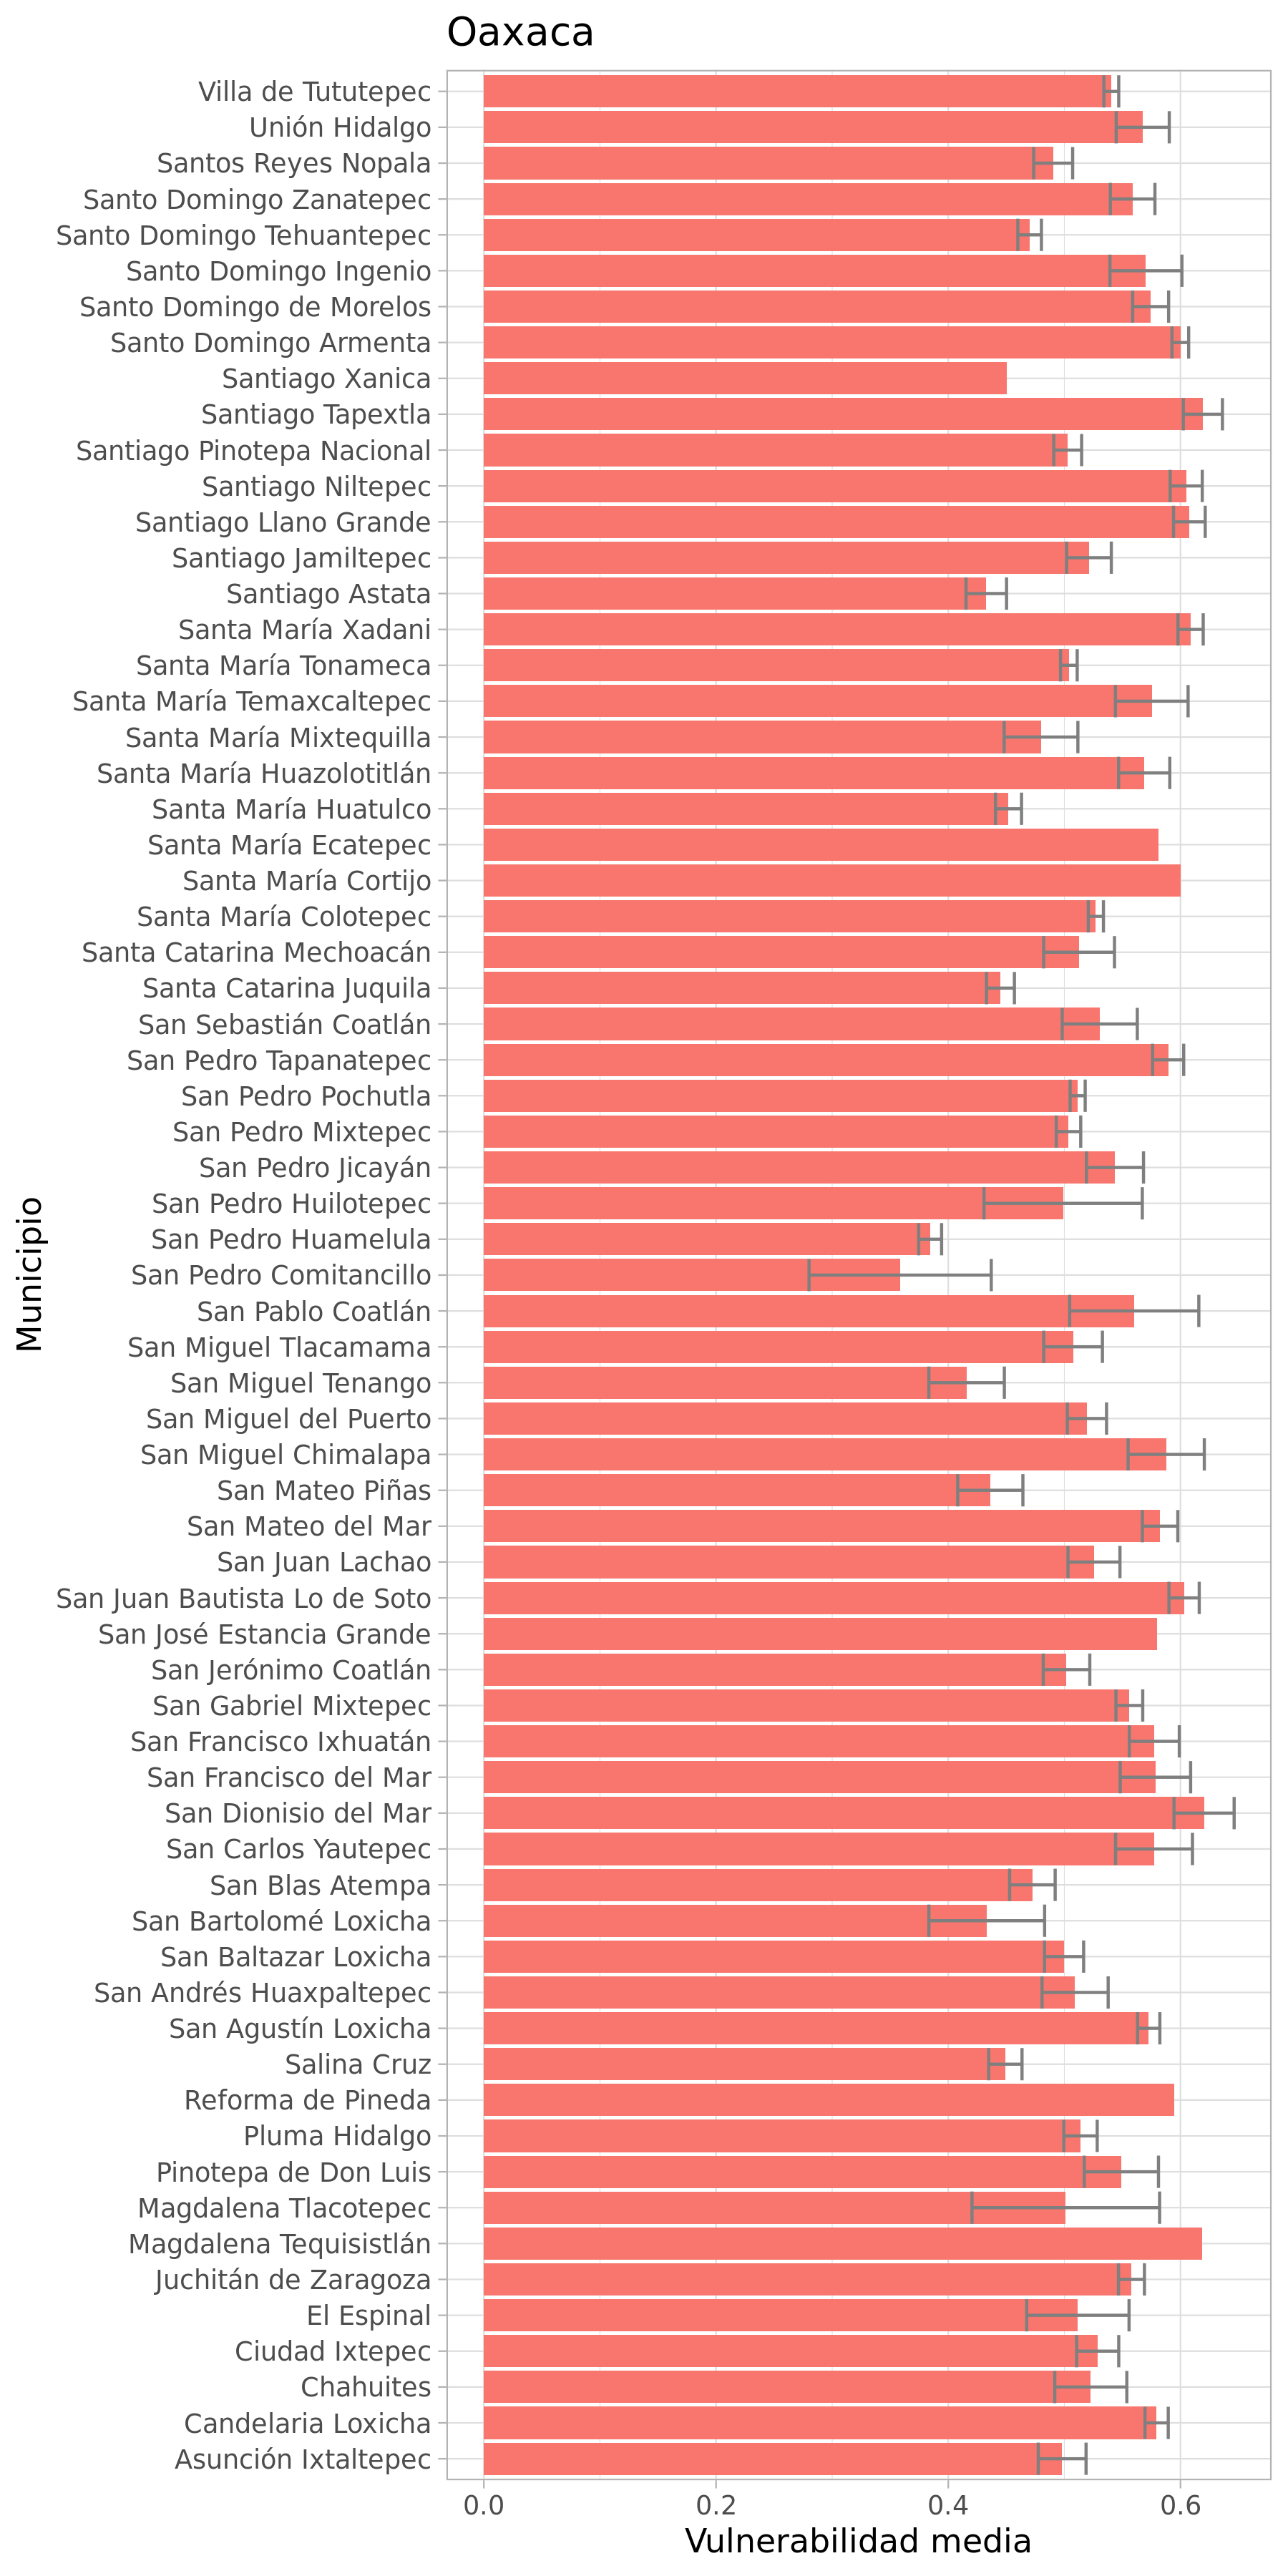 Oaxaca
Villa de Tututepec
Unión Hidalgo
Santos Reyes Nopala
Santo Domingo Zanatepec
Santo Domingo Tehuantepec
Santo Domingo Ingenio
Santo Domingo de Morelos
Santo Domingo Armenta
Santiago Xanica
Santiago Tapextla
Santiago Pinotepa Nacional
Santiago Niltepec
Santiago Llano Grande
Santiago Jamiltepec
Santiago Astata
Santa María Xadani
Santa María Tonameca
Santa María Temaxcaltepec
Santa María Mixtequilla
Santa María Huazolotitlán
Santa María Huatulco
Santa María Ecatepec
Santa María Cortijo
Santa María Colotepec
Santa Catarina Mechoacán
Santa Catarina Juquila
San Sebastián Coatlán
San Pedro Tapanatepec
San Pedro Pochutla
San Pedro Mixtepec
San Pedro Jicayán
San Pedro Huilotepec
San Pedro Huamelula
San Pedro Comitancillo
San Pablo Coatlán
San Miguel Tlacamama
San Miguel Tenango
San Miguel del Puerto
San Miguel Chimalapa
San Mateo Piñas
San Mateo del Mar
San Juan Lachao
San Juan Bautista Lo de Soto
San José Estancia Grande
San Jerónimo Coatlán
San Gabriel Mixtepec
San Francisco Ixhuatán
San Francisco del Mar
San Dionisio del Mar
San Carlos Yautepec
San Blas Atempa
San Bartolomé Loxicha
San Baltazar Loxicha
San Andrés Huaxpaltepec
San Agustín Loxicha
Salina Cruz
Reforma de Pineda
Pluma Hidalgo
Pinotepa de Don Luis
Magdalena Tlacotepec
Magdalena Tequisistlán
Juchitán de Zaragoza
El Espinal
Ciudad Ixtepec
Chahuites
Candelaria Loxicha
Asunción Ixtaltepec
Municipio
0.0 0.2 0.4 0.6
Vulnerabilidad media